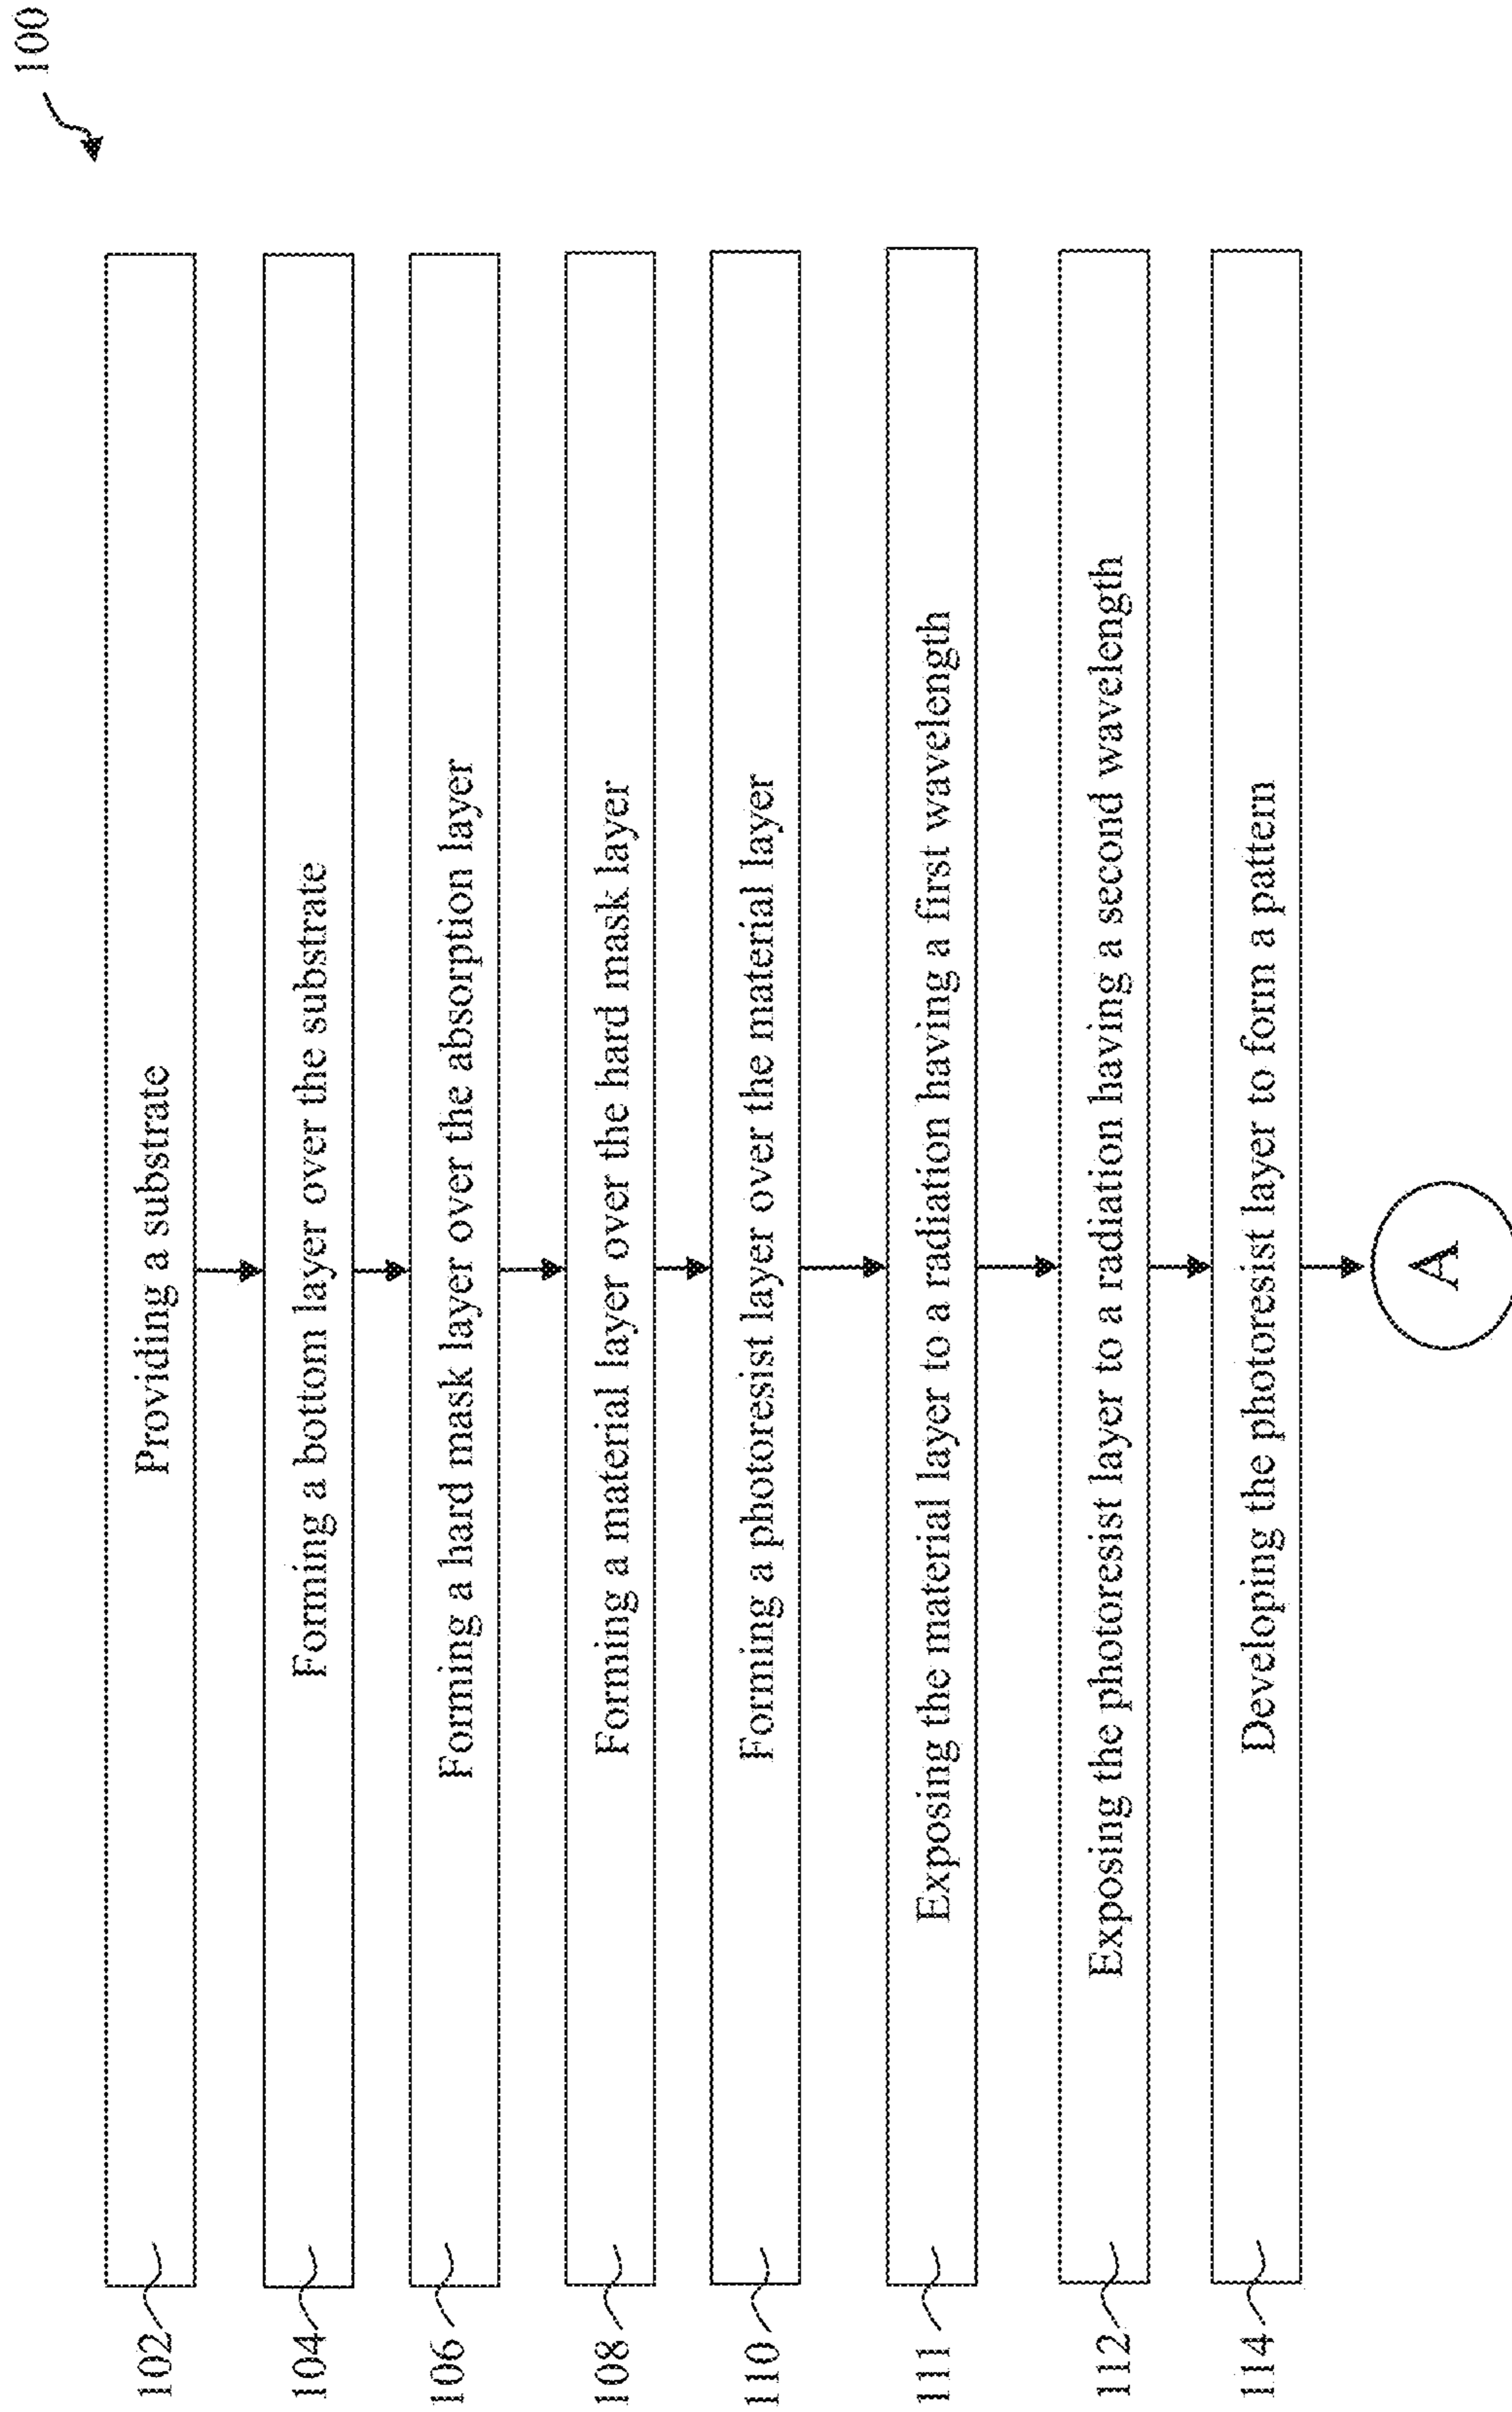 100
102 Providing a substrate
104 Forming a bottom layer over the substrate
106 Forming a hard mask layer over the absorption layer
108 Forming a material layer over the hard mask layer
110 Forming a photoresist layer over the material layer
111 Exposing the material layer to a radiation having a first wavelength
112 Exposing the photoresist layer to a radiation having a second wavelength
114 Developing the photoresist layer to form a pattern
A